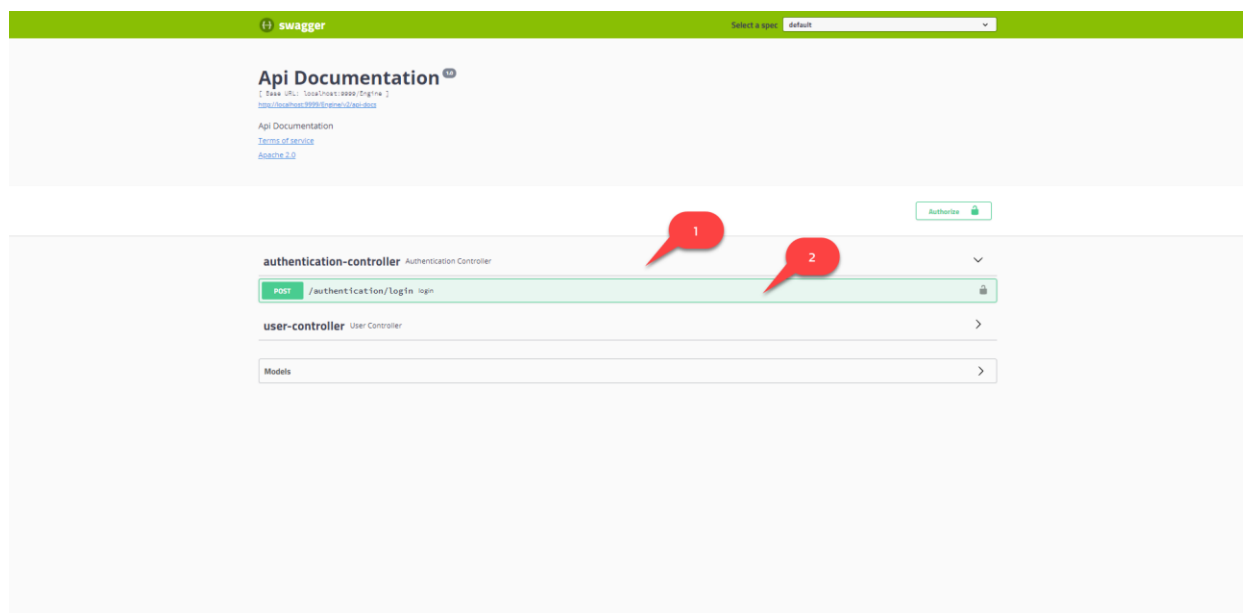 swagger
Select a spec default
Api Documentation 1.0
[ Base URL: localhost:9999/Engine ]
http://localhost:9999/Engine/v2/api-docs
Api Documentation
Terms of service
Apache 2.0
Authorize
1
authentication-controller Authentication Controller
2
POST /authentication/login login
user-controller User Controller
Models